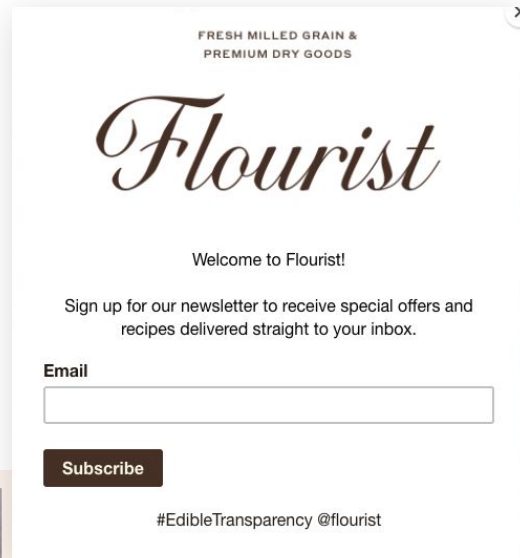 FRESH MILLED GRAIN &
PREMIUM DRY GOODS
Flourist
Welcome to Flourist!
Sign up for our newsletter to receive special offers and
recipes delivered straight to your inbox.
Email
Subscribe
#EdibleTransparency @flourist